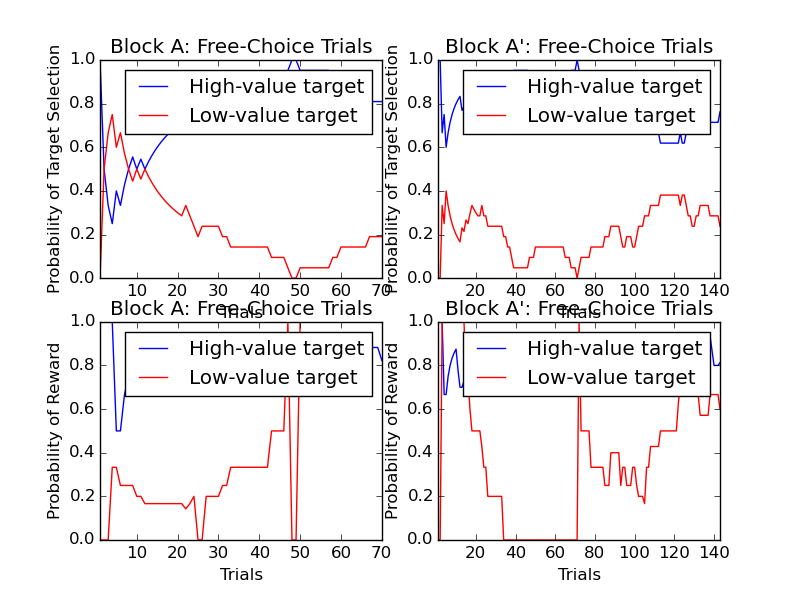 Block A: Free-Choice Trials
Probability of Target Selection
1.0
0.8
0.6
0.4
0.2
0.0
High-value target
Low-value target
10 20 30 40 50 60 70
Trials
Block A': Free-Choice Trials
Probability of Target Selection
1.0
0.8
0.6
0.4
0.2
0.0
High-value target
Low-value target
20 40 60 80 100 120 140
Trials
Block A: Free-Choice Trials
Probability of Reward
1.0
0.8
0.6
0.4
0.2
0.0
High-value target
Low-value target
10 20 30 40 50 60 70
Trials
Block A': Free-Choice Trials
Probability of Reward
1.0
0.8
0.6
0.4
0.2
0.0
High-value target
Low-value target
20 40 60 80 100 120 140
Trials